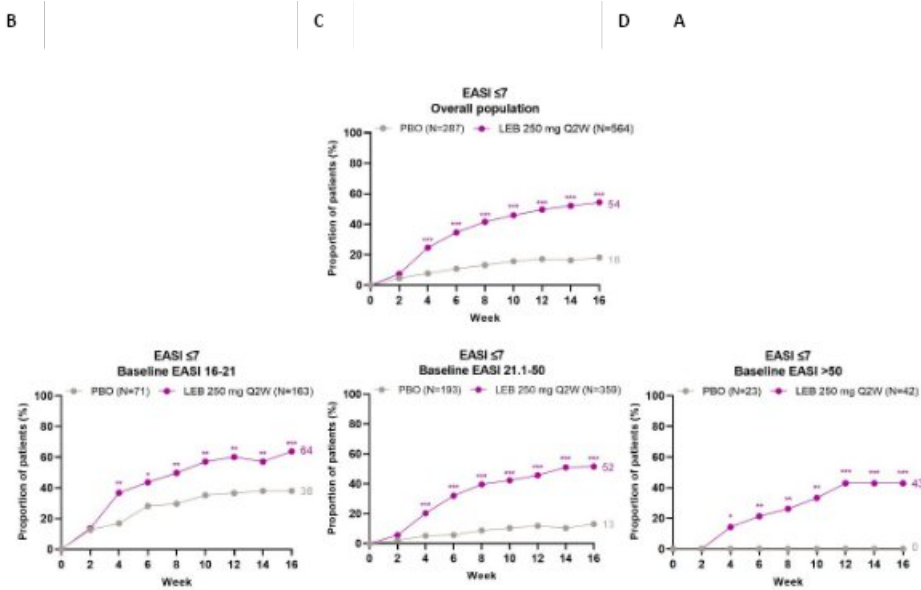 B C D A
EASI ≤7
Overall population
PBO (N=287) LEB 250 mg Q2W (N=564)
Proportion of patients (%)
100
80
60
40
20
0
*** *** *** *** *** *** ***
54
18
0 2 4 6 8 10 12 14 16
Week
EASI ≤7
Baseline EASI 16-21
PBO (N=71) LEB 250 mg Q2W (N=163)
Proportion of patients (%)
100
80
60
40
20
0
** * ** ** ** ** ***
64
38
0 2 4 6 8 10 12 14 16
Week
EASI ≤7
Baseline EASI 21.1-50
PBO (N=193) LEB 250 mg Q2W (N=359)
Proportion of patients (%)
100
80
60
40
20
0
*** *** *** *** *** *** ***
52
13
0 2 4 6 8 10 12 14 16
Week
EASI ≤7
Baseline EASI >50
PBO (N=23) LEB 250 mg Q2W (N=42)
Proportion of patients (%)
100
80
60
40
20
0
* ** ** ** *** *** ***
43
0
0 2 4 6 8 10 12 14 16
Week